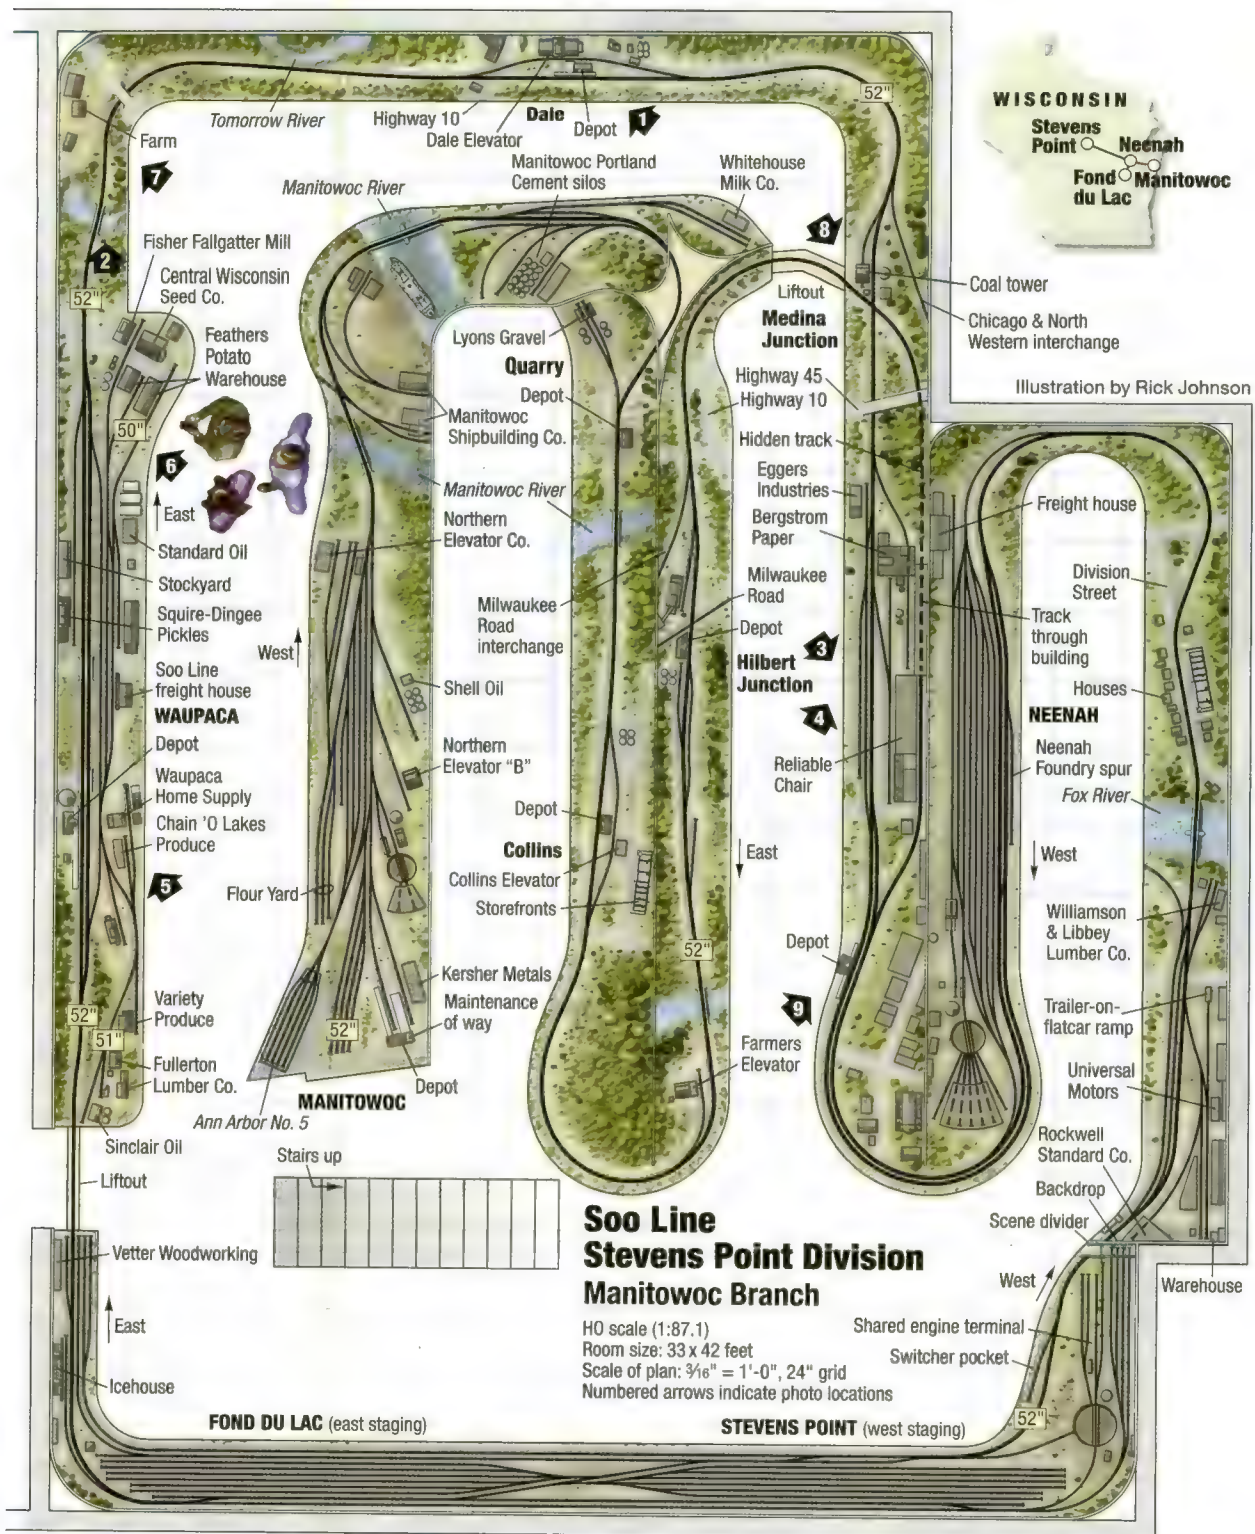 WISCONSIN
Stevens
Point
Neenah
Fond
du Lac
Manitowoc
Tomorrow River
Highway 10
Dale Elevator
Dale
Depot
1
52"
Farm
7
Manitowoc River
Manitowoc Portland
Cement silos
Whitehouse
Milk Co.
8
2
Fisher Fallgatter Mill
Central Wisconsin
Seed Co.
52"
Feathers
Potato
Warehouse
Liftout
Coal tower
Medina
Junction
Chicago & North
Western interchange
Lyons Gravel
Quarry
Depot
Highway 45
Highway 10
Illustration by Rick Johnson
50"
6
Manitowoc
Shipbuilding Co.
Hidden track
Eggers
Industries
Manitowoc River
Bergstrom
Paper
Freight house
East
Standard Oil
Stockyard
Northern
Elevator Co.
Squire-Dingee
Pickles
Milwaukee
Road
interchange
Milwaukee
Road
Depot
Division
Street
West
Hilbert
Junction
3
Track
through
building
Soo Line
freight house
Shell Oil
Houses
WAUPACA
4
NEENAH
Depot
Northern
Elevator "B"
Reliable
Chair
Neenah
Foundry spur
Fox River
Waupaca
Home Supply
Chain 'O Lakes
Produce
Depot
Collins
East
West
5
Flour Yard
Collins Elevator
Storefronts
Williamson
& Libbey
Lumber Co.
52"
Depot
Kersher Metals
Maintenance
of way
9
Trailer-on-
flatcar ramp
Variety
Produce
52"
51"
52"
Farmers
Elevator
Fullerton
Lumber Co.
Depot
Universal
Motors
MANITOWOC
Ann Arbor No. 5
Sinclair Oil
Rockwell
Standard Co.
Stairs up
Liftout
Backdrop
Scene divider
Soo Line
Stevens Point Division
Manitowoc Branch
Vetter Woodworking
West
Warehouse
HO scale (1:87.1)
Room size: 33 x 42 feet
Scale of plan: 3/16" = 1'-0", 24" grid
Numbered arrows indicate photo locations
East
Shared engine terminal
Switcher pocket
Icehouse
52"
FOND DU LAC (east staging)
STEVENS POINT (west staging)